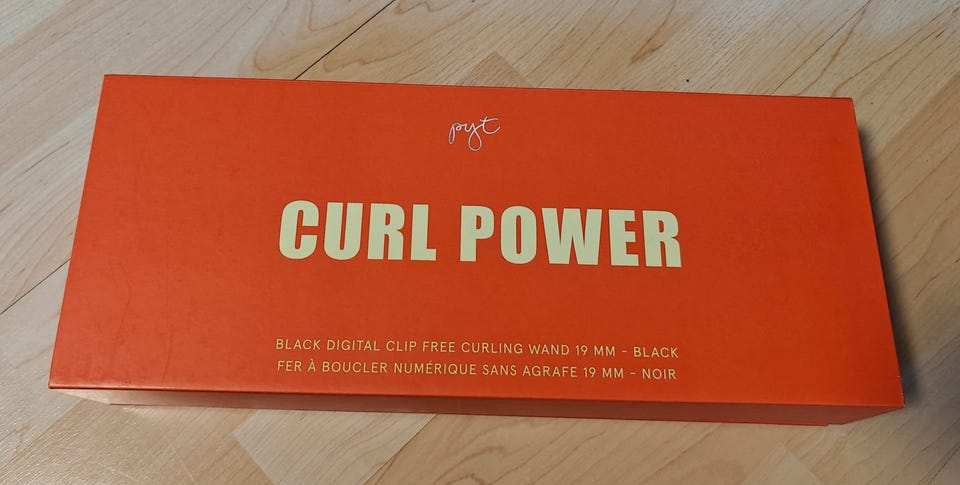 pyt
CURL POWER
BLACK DIGITAL CLIP FREE CURLING WAND 19 MM - BLACK
FER À BOUCLER NUMÉRIQUE SANS AGRAFE 19 MM - NOIR